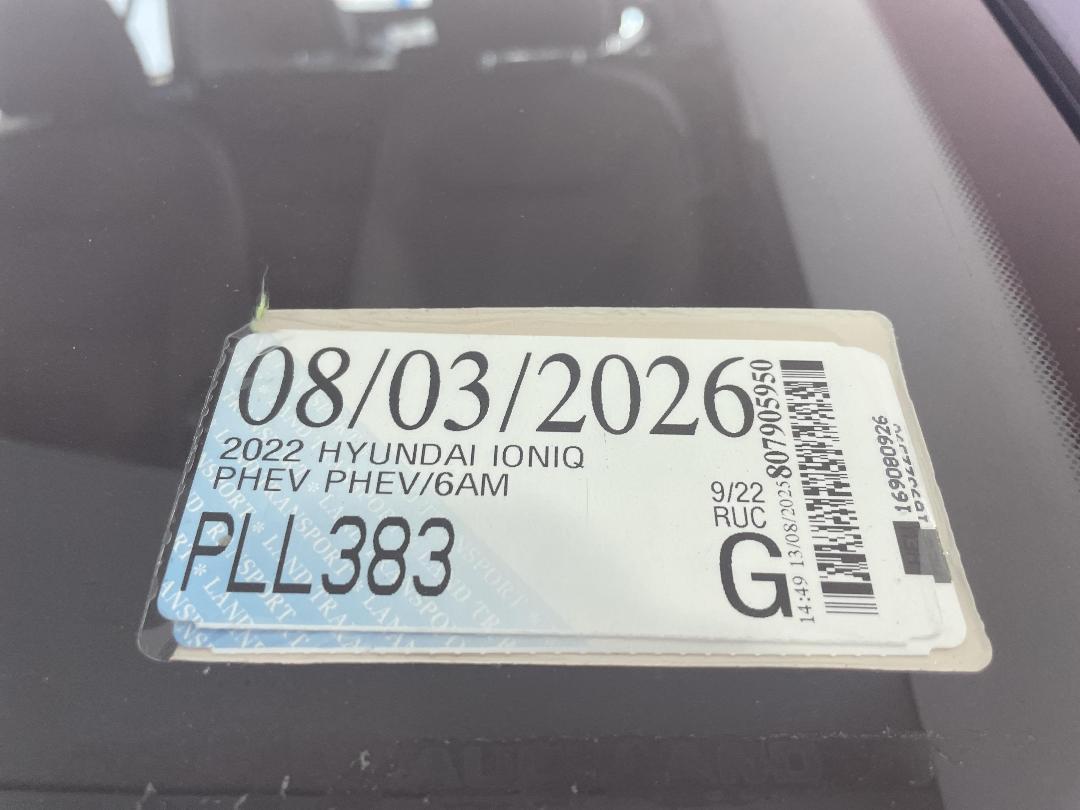 08/03/2026
2022 HYUNDAI IONIQ
PHEV PHEV/6AM
PLL383
9/22
RUC
G
14:49 13/08/2025 807905950
169080926